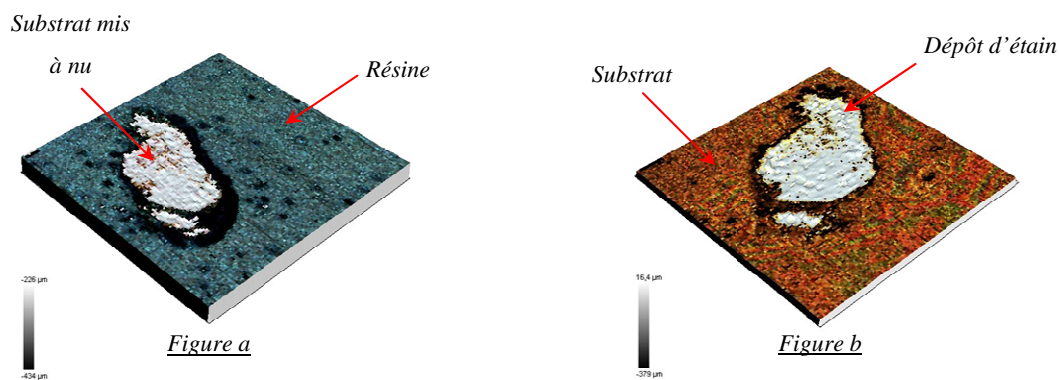 Substrat mis
à nu
Résine
-226 µm
-434 µm
Figure a
Substrat
Dépôt d’étain
16,4 µm
-379 µm
Figure b